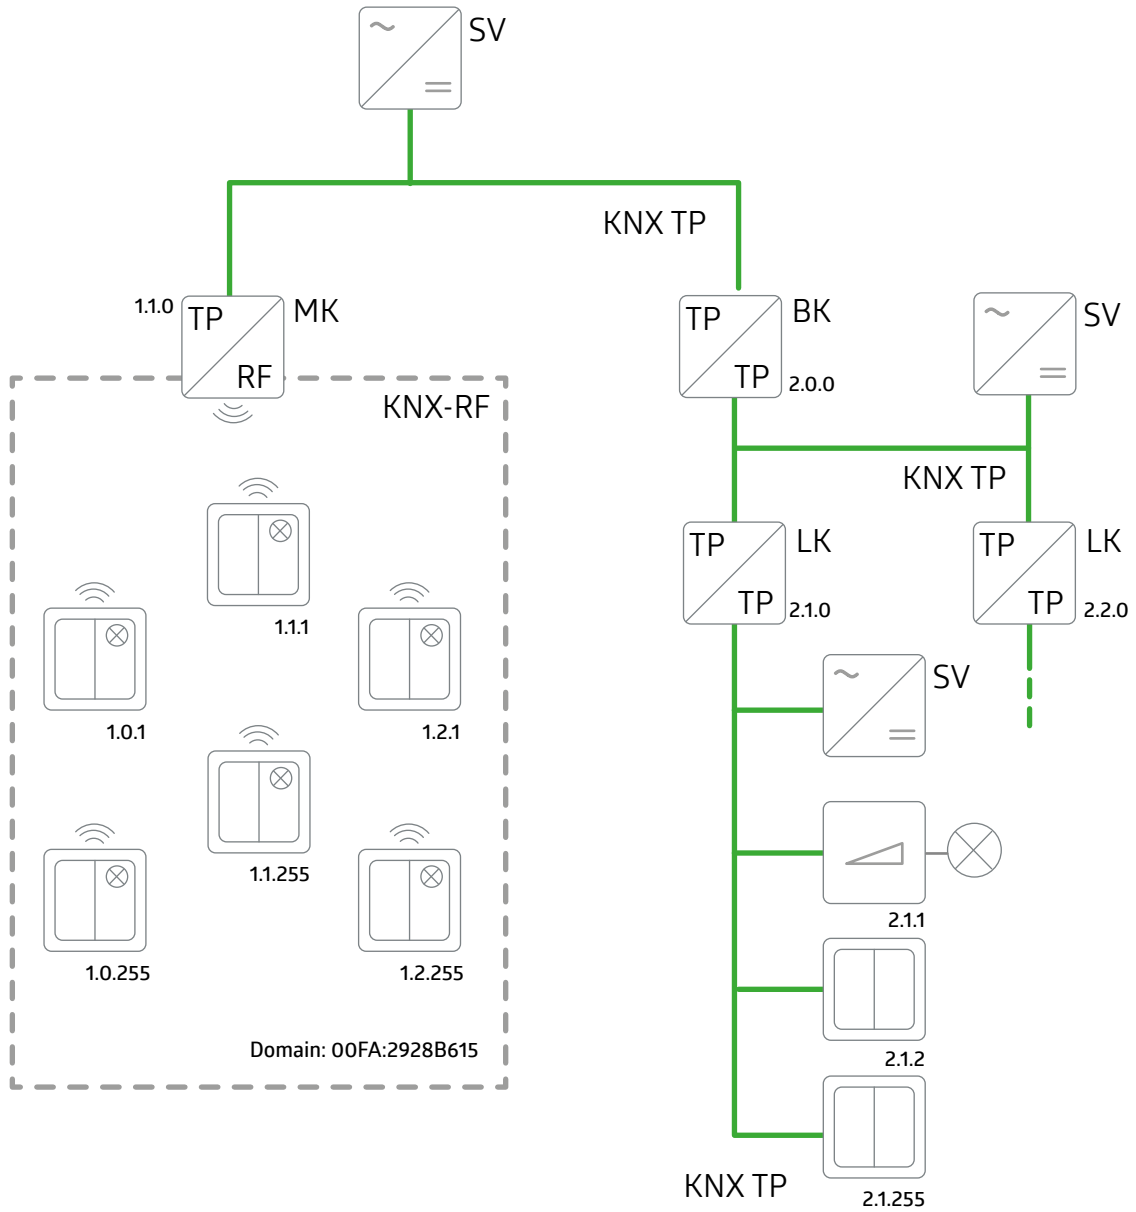 SV
KNX TP
1.1.0
TP
RF
MK
KNX-RF
1.1.1
1.0.1
1.2.1
1.1.255
1.0.255
1.2.255
Domain: 00FA:2928B615
TP
TP
BK
2.0.0
SV
KNX TP
TP
TP
LK
2.1.0
TP
TP
LK
2.2.0
SV
2.1.1
2.1.2
KNX TP
2.1.255